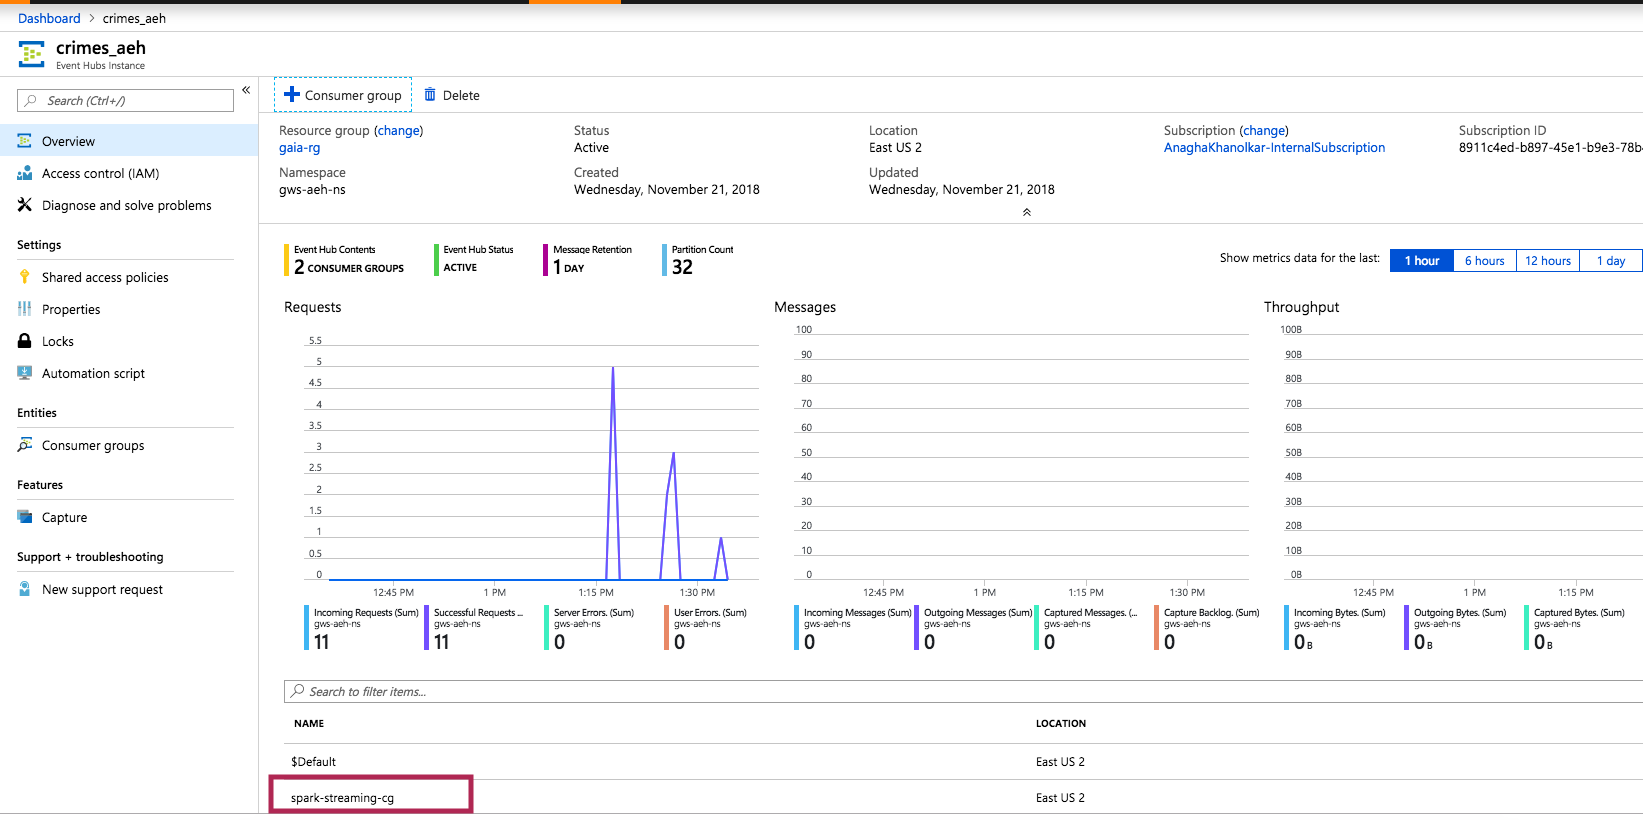 Dashboard > crimes_aeh
crimes_aeh
Event Hubs Instance
Search (Ctrl+/)
«
Overview
Access control (IAM)
Diagnose and solve problems
Settings
Shared access policies
Properties
Locks
Automation script
Entities
Consumer groups
Features
Capture
Support + troubleshooting
New support request
Consumer group
Delete
Resource group (change)
gaia-rg
Namespace
gws-aeh-ns
Status
Active
Created
Wednesday, November 21, 2018
Location
East US 2
Updated
Wednesday, November 21, 2018
Subscription (change)
AnaghaKhanolkar-InternalSubscription
Subscription ID
8911c4ed-b897-45e1-b9e3-78b
Event Hub Contents
2 CONSUMER GROUPS
Event Hub Status
ACTIVE
Message Retention
1 DAY
Partition Count
32
Show metrics data for the last:
1 hour
6 hours
12 hours
1 day
Requests
5.5
5
4.5
4
3.5
3
2.5
2
1.5
1
0.5
0
12:45 PM
1 PM
1:15 PM
1:30 PM
Incoming Requests (Sum)
gws-aeh-ns
11
Successful Requests ...
gws-aeh-ns
11
Server Errors. (Sum)
gws-aeh-ns
0
User Errors. (Sum)
gws-aeh-ns
0
Messages
100
90
80
70
60
50
40
30
20
10
0
12:45 PM
1 PM
1:15 PM
1:30 PM
Incoming Messages (Sum)
gws-aeh-ns
0
Outgoing Messages (Sum)
gws-aeh-ns
0
Captured Messages. (...
gws-aeh-ns
0
Capture Backlog. (Sum)
gws-aeh-ns
0
Throughput
100B
90B
80B
70B
60B
50B
40B
30B
20B
10B
0B
12:45 PM
1 PM
1:15 PM
Incoming Bytes. (Sum)
gws-aeh-ns
0 B
Outgoing Bytes. (Sum)
gws-aeh-ns
0 B
Captured Bytes. (Sum)
gws-aeh-ns
0 B
Search to filter items...
NAME
LOCATION
$Default
East US 2
spark-streaming-cg
East US 2